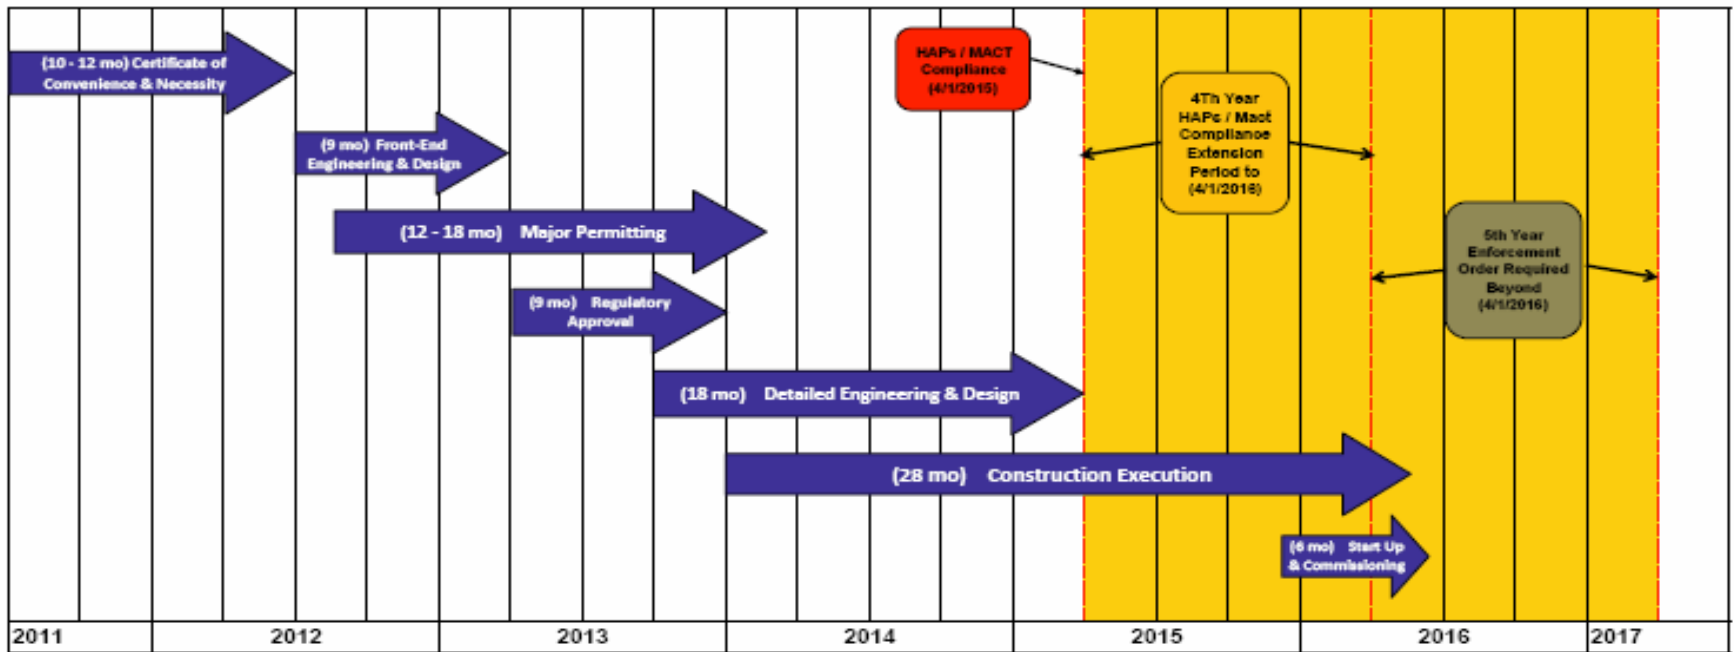 (10 - 12 mo) Certificate of
Convenience & Necessity
HAPs / MACT
Compliance
(4/1/2015)
4Th Year
HAPs / Mact
Compliance
Extension
Period to
(4/1/2016)
(9 mo) Front-End
Engineering & Design
(12 - 18 mo) Major Permitting
5th Year
Enforcement
Order Required
Beyond
(4/1/2016)
(9 mo) Regulatory
Approval
(18 mo) Detailed Engineering & Design
(28 mo) Construction Execution
(6 mo) Start Up
& Commissioning
2011 2012 2013 2014 2015 2016 2017